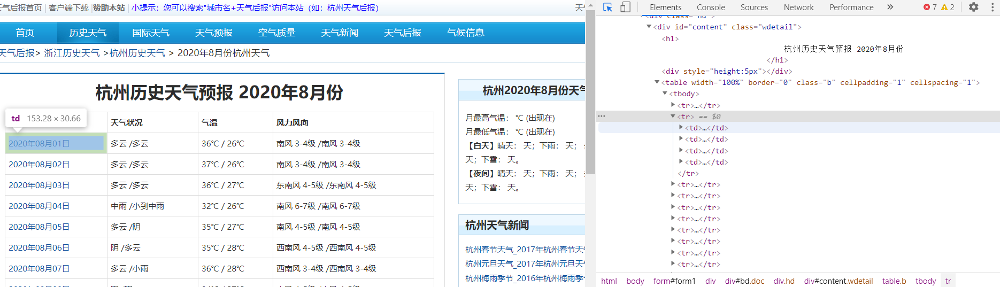 天气后报首页 | 客户端下载 |赞助本站 | 小提示：您可以搜索"城市名+天气后报"访问本站（如：杭州天气后报）
天
首页 历史天气 国际天气 天气预报 空气质量 天气新闻 天气后报 气候信息
天气后报> 浙江历史天气 >杭州历史天气 > 2020年8月份杭州天气
杭州历史天气预报 2020年8月份
td 153.28 × 30.66
天气状况 气温 风力风向
2020年08月01日 多云 /多云 36℃ / 26℃ 南风 3-4级 /南风 3-4级
2020年08月02日 多云 /多云 37℃ / 26℃ 南风 3-4级 /南风 3-4级
2020年08月03日 多云 /多云 36℃ / 27℃ 东南风 4-5级 /东南风 4-5级
2020年08月04日 中雨 /小到中雨 32℃ / 26℃ 南风 6-7级 /南风 6-7级
2020年08月05日 多云 /阴 35℃ / 27℃ 南风 4-5级 /南风 4-5级
2020年08月06日 阴 /多云 35℃ / 28℃ 西南风 4-5级 /西南风 4-5级
2020年08月07日 多云 /小雨 36℃ / 28℃ 西南风 3-4级 /西南风 3-4级
杭州2020年8月份天气
月最高气温： ℃ (出现在)
月最低气温： ℃ (出现在)
【白天】晴天： 天；下雨： 天；
天；下雪： 天。
【夜间】晴天： 天；下雨： 天；
天；下雪： 天。
杭州天气新闻
杭州春节天气_2017年杭州春节天气
杭州元旦天气_2017年杭州元旦天气
杭州梅雨季节_2016年杭州梅雨季节
Elements Console Sources Network Performance » 7 2
<div class="hd">
<div id="content" class="wdetail">
<h1>
杭州历史天气预报 2020年8月份
</h1>
<div style="height:5px"></div>
<table width="100%" border="0" class="b" cellpadding="1" cellspacing="1">
<tbody>
<tr>…</tr>
<tr> == $0
<td>…</td>
<td>…</td>
<td>…</td>
<td>…</td>
</tr>
<tr>…</tr>
<tr>…</tr>
<tr>…</tr>
<tr>…</tr>
<tr>…</tr>
<tr>…</tr>
<tr>…</tr>
<tr>…</tr>
html body form#form1 div div#bd.doc div.hd div#content.wdetail table.b tbody tr